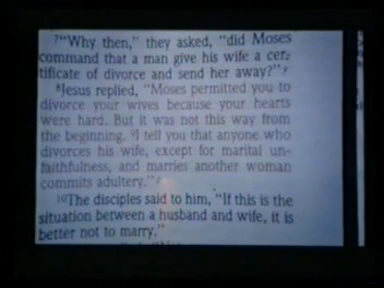 ⁷"Why then," they asked, "did Moses
command that a man give his wife a cer-
tificate of divorce and send her away?"
⁸Jesus replied, "Moses permitted you to
divorce your wives because your hearts
were hard. But it was not this way from
the beginning. ⁹I tell you that anyone who
divorces his wife, except for marital un-
faithfulness, and marries another woman
commits adultery."
¹⁰The disciples said to him, "If this is the
situation between a husband and wife, it is
better not to marry."